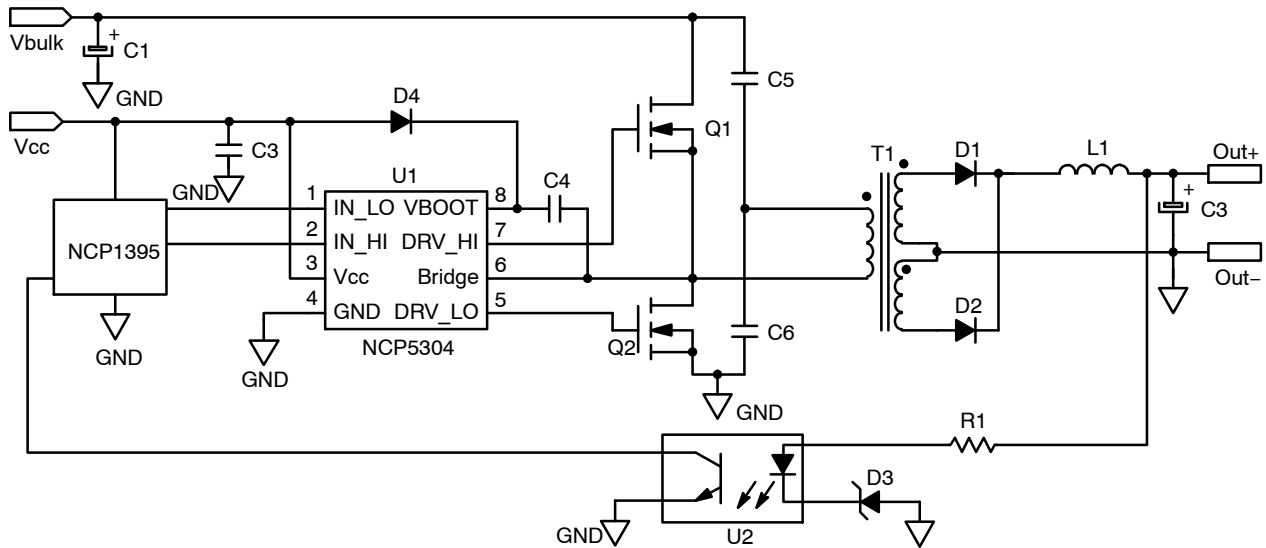 Vbulk
+
C1
GND
C5
D4
Q1
Vcc
C3
GND
U1
C4
T1
D1
L1
Out+
+
C3
NCP1395
1 IN_LO VBOOT 8
2 IN_HI DRV_HI 7
3 Vcc Bridge 6
4 GND DRV_LO 5
Out−
D2
GND
GND
NCP5304
Q2
C6
GND
R1
D3
GND
U2